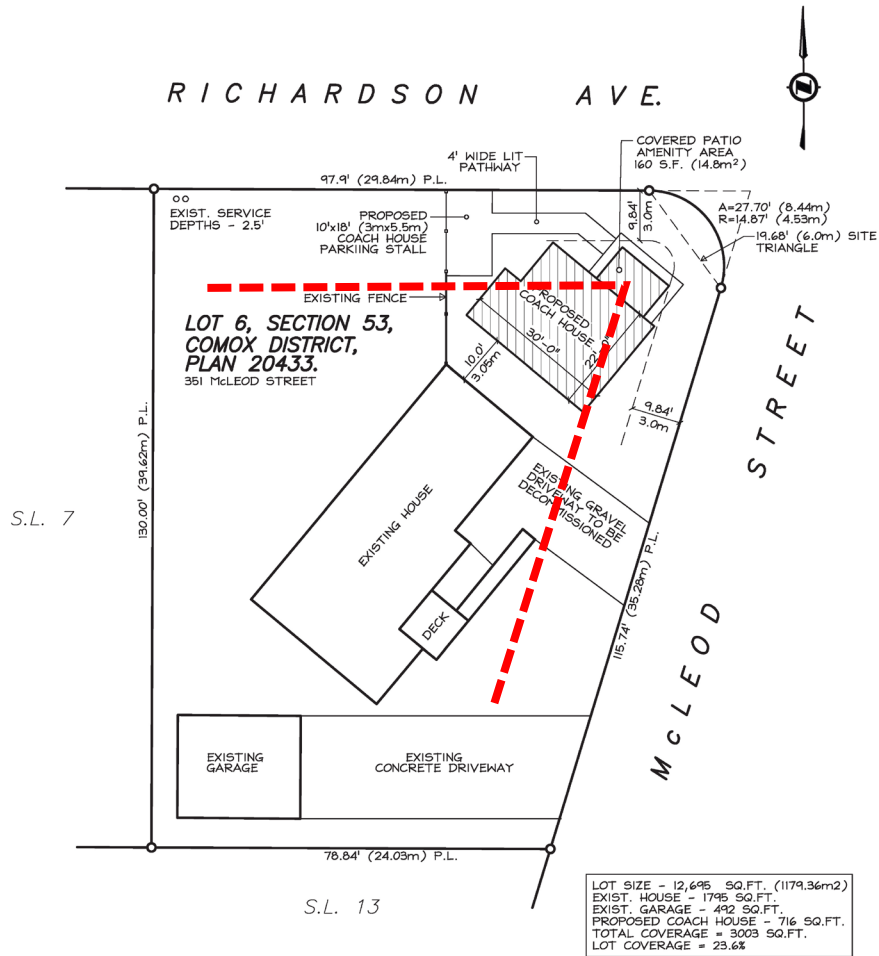 RICHARDSON AVE.
Z
COVERED PATIO
AMENITY AREA
160 S.F. (14.8m²)
4' WIDE LIT
PATHWAY
97.9' (29.84m) P.L.
EXIST. SERVICE
DEPTHS - 2.5'
PROPOSED
10'x18' (3mx5.5m)
COACH HOUSE
PARKIING STALL
9.84'
3.0m
A=27.70' (8.44m)
R=14.87' (4.53m)
19.68' (6.0m) SITE
TRIANGLE
EXISTING FENCE
PROPOSED
COACH HOUSE
30'-0"
LOT 6, SECTION 53,
COMOX DISTRICT,
PLAN 20433.
351 McLEOD STREET
10.0'
3.05m
9.84'
3.0m
McLEOD STREET
130.00' (39.62m) P.L.
S.L. 7
EXISTING HOUSE
EXISTING GRAVEL
DRIVEWAY TO BE
DECOMMISSIONED
115.74' (35.28m) P.L.
DECK
EXISTING
GARAGE
EXISTING
CONCRETE DRIVEWAY
78.84' (24.03m) P.L.
S.L. 13
LOT SIZE - 12,695 SQ.FT. (1179.36m2)
EXIST. HOUSE - 1795 SQ.FT.
EXIST. GARAGE - 492 SQ.FT.
PROPOSED COACH HOUSE - 716 SQ.FT.
TOTAL COVERAGE = 3003 SQ.FT.
LOT COVERAGE = 23.6%